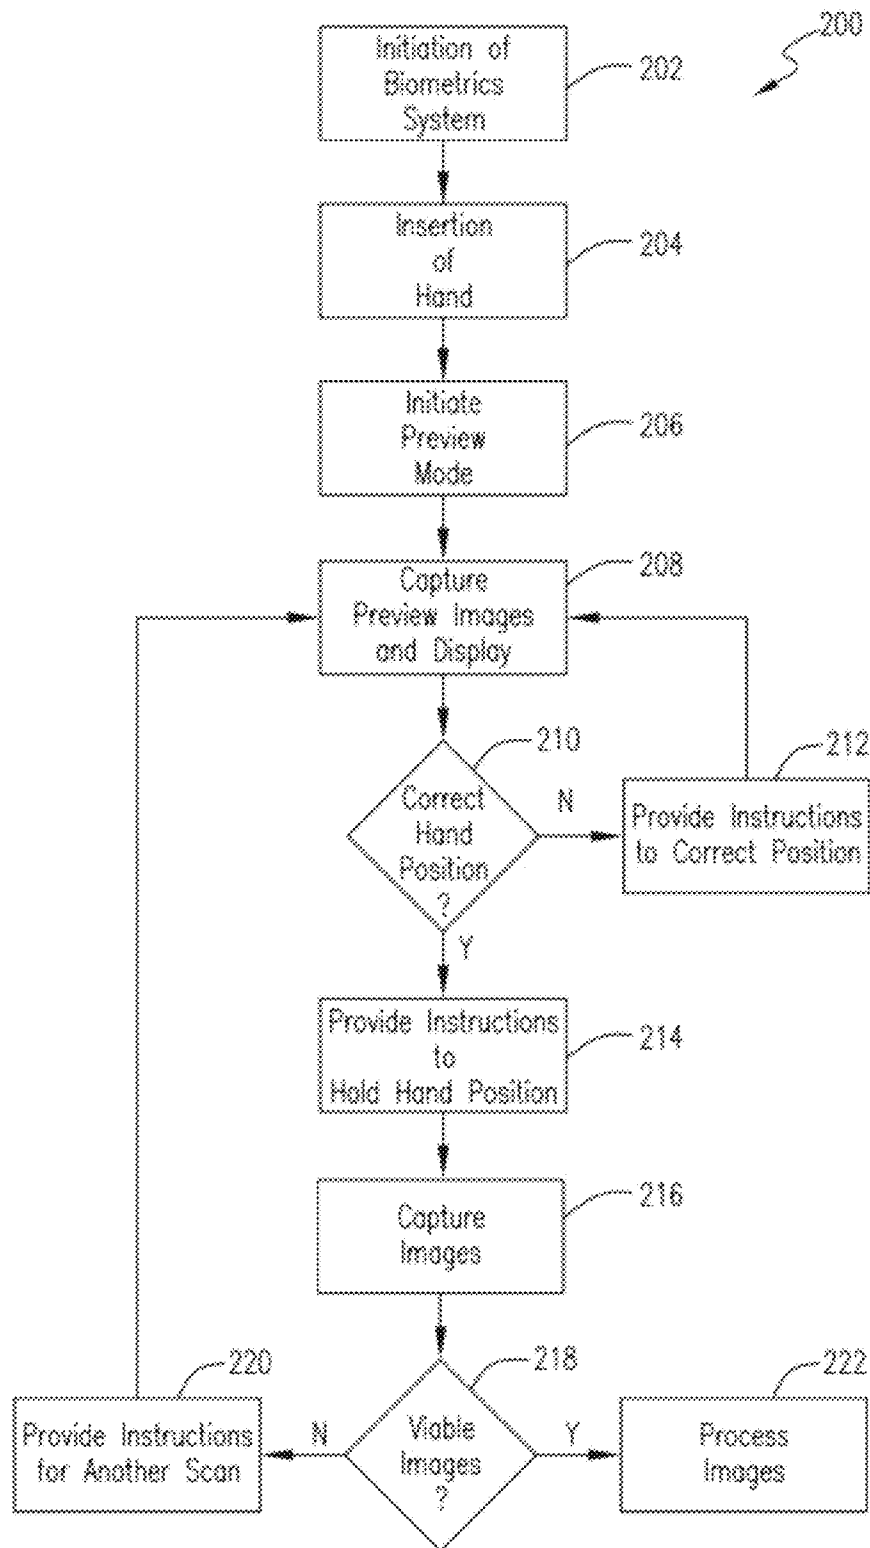 200
Initiation of
Biometrics
System
202
Insertion
of
Hand
204
Initiate
Preview
Mode
206
Capture
Preview Images
and Display
208
Correct
Hand
Position
?
210
N
Provide Instructions
to Correct Position
212
Y
Provide Instructions
to
Hold Hand Position
214
Capture
Images
216
Viable
Images
?
218
N
Provide Instructions
for Another Scan
220
Y
Process
Images
222